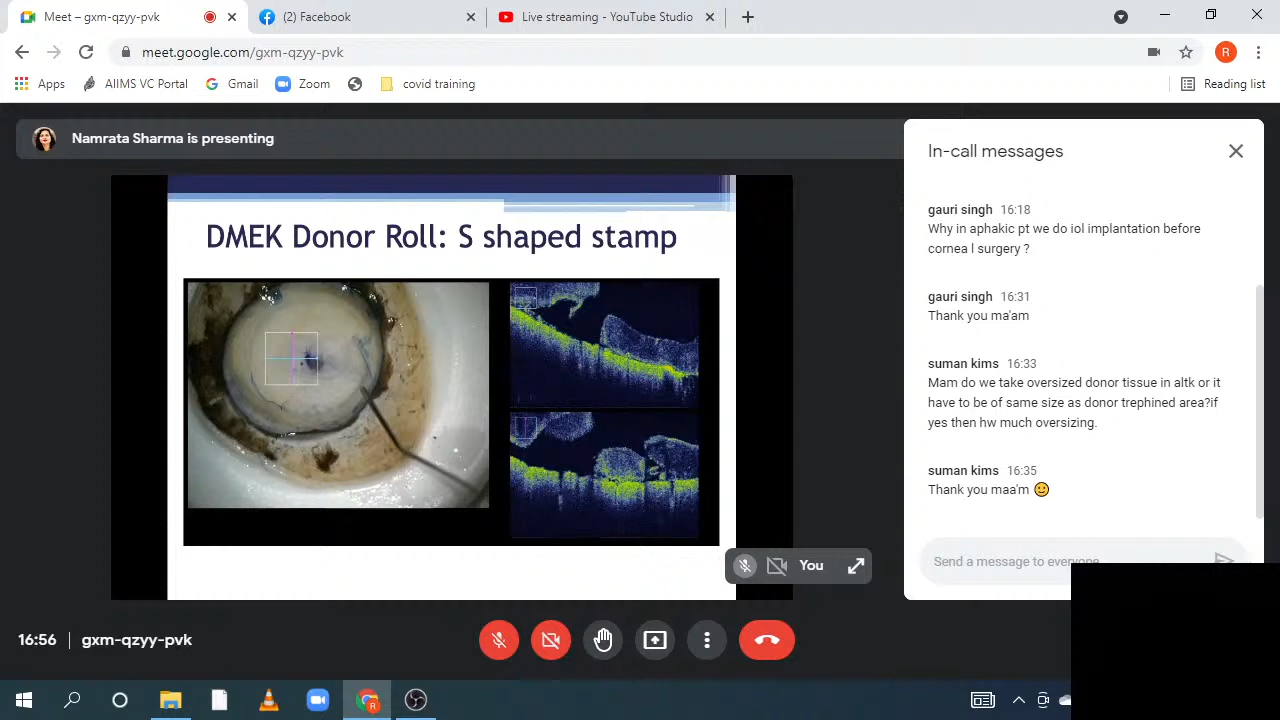 Meet – gxm-qzyy-pvk
(2) Facebook
Live streaming - YouTube Studio
meet.google.com/gxm-qzyy-pvk
R
Apps
AIIMS VC Portal
Gmail
Zoom
covid training
Reading list
Namrata Sharma is presenting
DMEK Donor Roll: S shaped stamp
You
In-call messages
gauri singh 16:18
Why in aphakic pt we do iol implantation before
cornea l surgery ?
gauri singh 16:31
Thank you ma'am
suman kims 16:33
Mam do we take oversized donor tissue in altk or it
have to be of same size as donor trephined area?if
yes then hw much oversizing.
suman kims 16:35
Thank you maa'm 🙂
Send a message to everyone
16:56 | gxm-qzyy-pvk
R